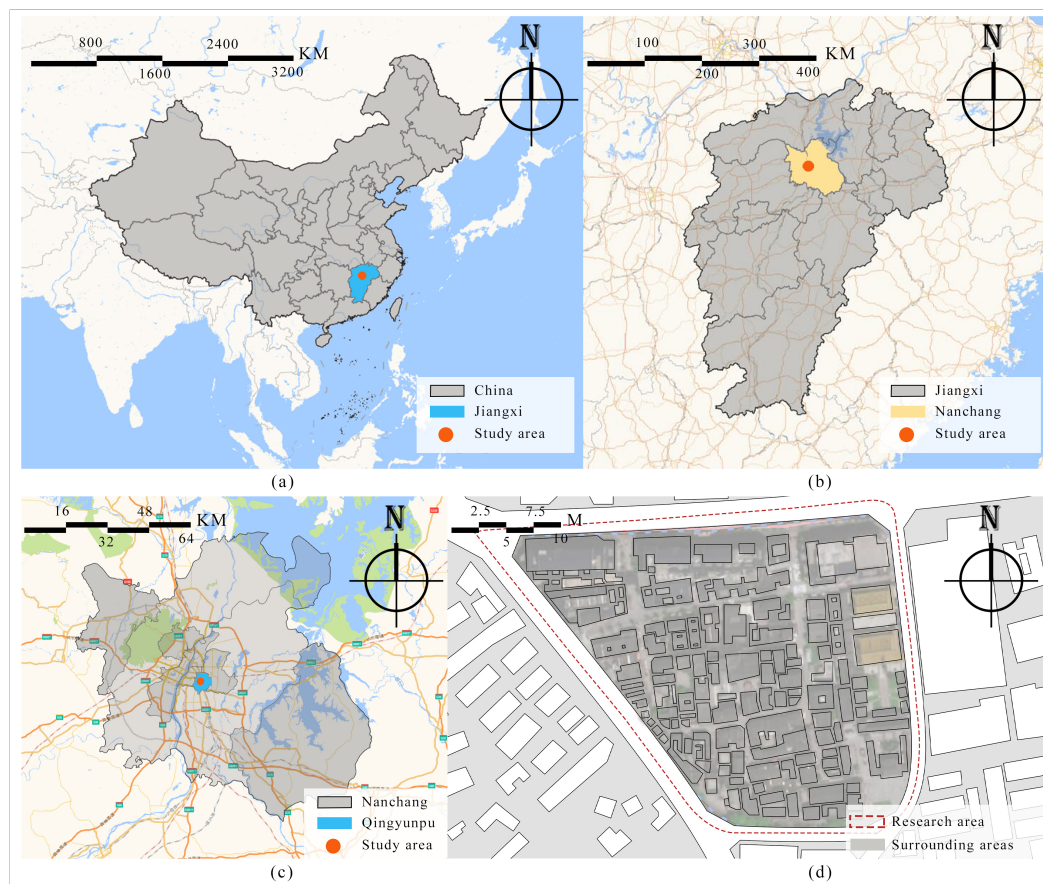 800 2400
KM
1600 3200
N
China
Jiangxi
Study area
(a)
100 300
KM
200 400
N
Jiangxi
Nanchang
Study area
(b)
16 48
KM
32 64
N
Nanchang
Qingyunpu
Study area
(c)
2.5 7.5
M
5 10
N
Research area
Surrounding areas
(d)